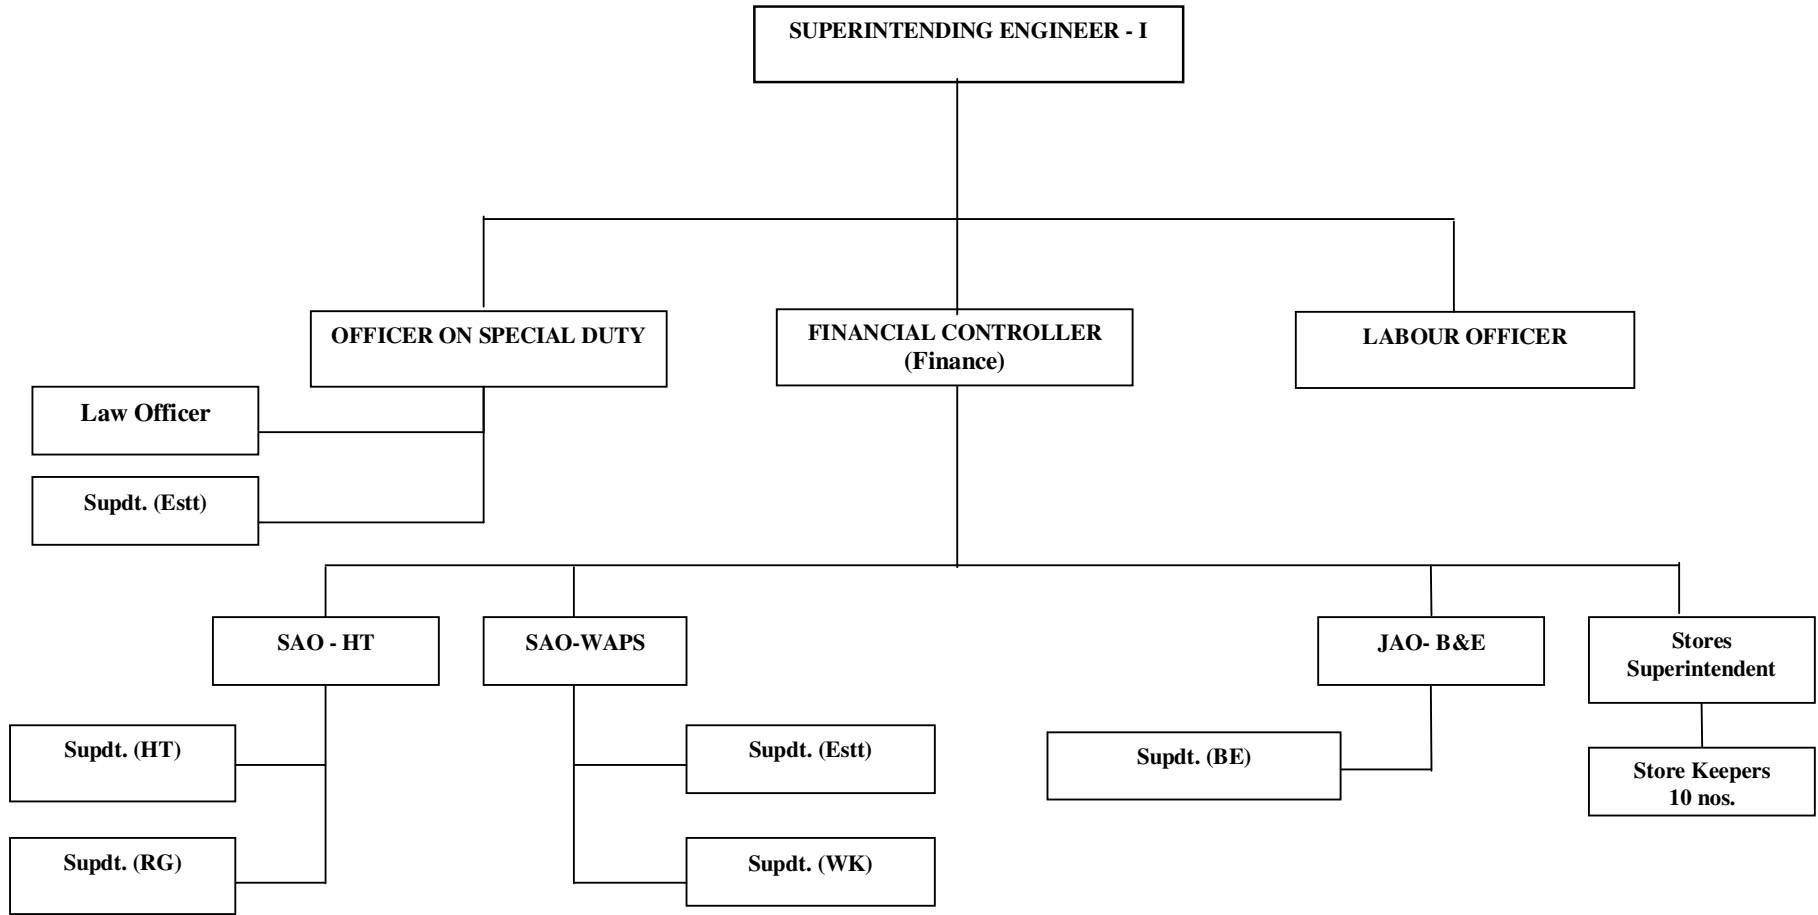 SUPERINTENDING ENGINEER - I
OFFICER ON SPECIAL DUTY
FINANCIAL CONTROLLER
(Finance)
LABOUR OFFICER
Law Officer
Supdt. (Estt)
SAO - HT
SAO-WAPS
JAO- B&E
Stores
Superintendent
Supdt. (HT)
Supdt. (Estt)
Supdt. (BE)
Store Keepers
10 nos.
Supdt. (RG)
Supdt. (WK)